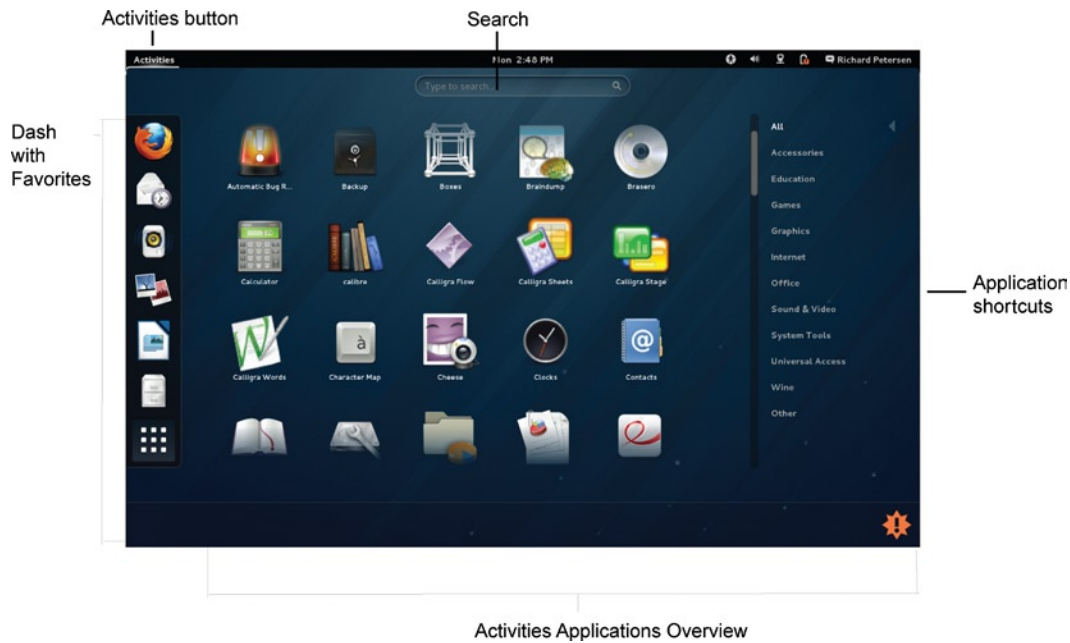 Activities button
Search
Activities
Mon 2:48 PM
Richard Petersen
Type to search...
Dash
with
Favorites
All
Accessories
Education
Games
Graphics
Internet
Office
Sound & Video
System Tools
Universal Access
Wine
Other
Automatic Bug R...
Backup
Boxes
Braindump
Brasero
Calculator
calibre
Calligra Flow
Calligra Sheets
Calligra Stage
Calligra Words
Character Map
Cheese
Clocks
Contacts
Application
shortcuts
Activities Applications Overview